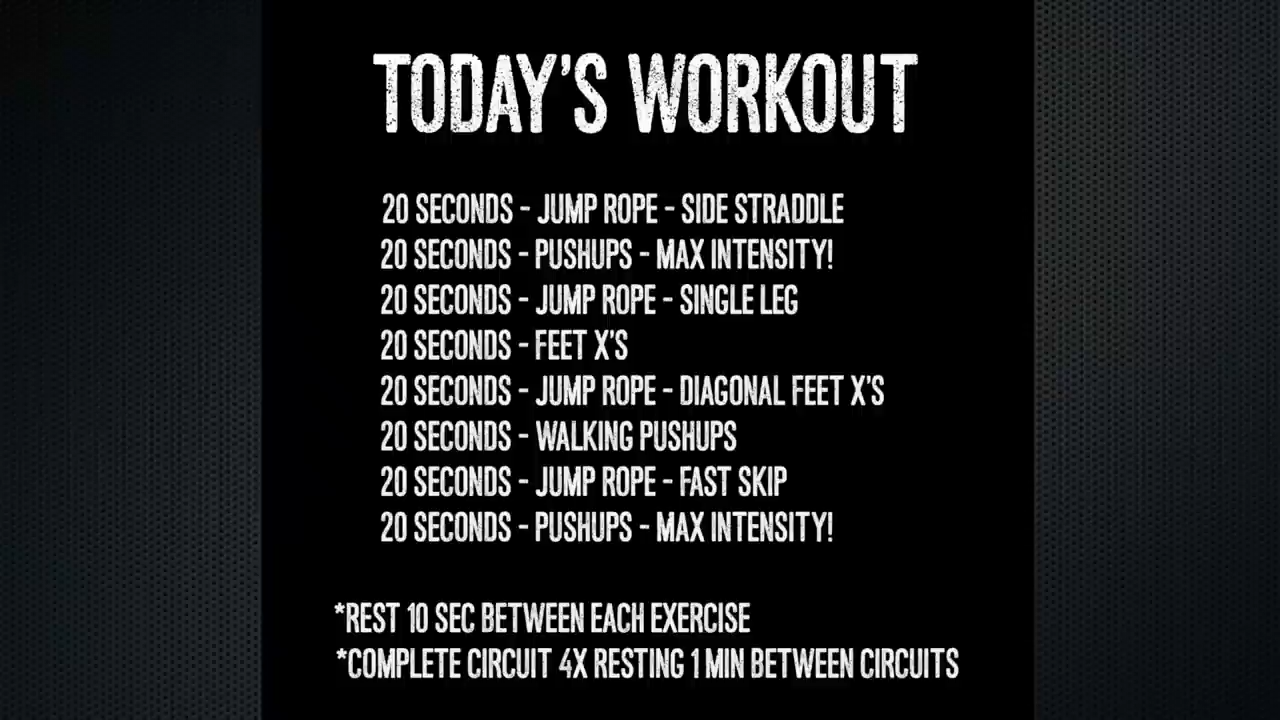 TODAY'S WORKOUT
20 SECONDS - JUMP ROPE - SIDE STRADDLE
20 SECONDS - PUSHUPS - MAX INTENSITY!
20 SECONDS - JUMP ROPE - SINGLE LEG
20 SECONDS - FEET X'S
20 SECONDS - JUMP ROPE - DIAGONAL FEET X'S
20 SECONDS - WALKING PUSHUPS
20 SECONDS - JUMP ROPE - FAST SKIP
20 SECONDS - PUSHUPS - MAX INTENSITY!
*REST 10 SEC BETWEEN EACH EXERCISE
*COMPLETE CIRCUIT 4X RESTING 1 MIN BETWEEN CIRCUITS